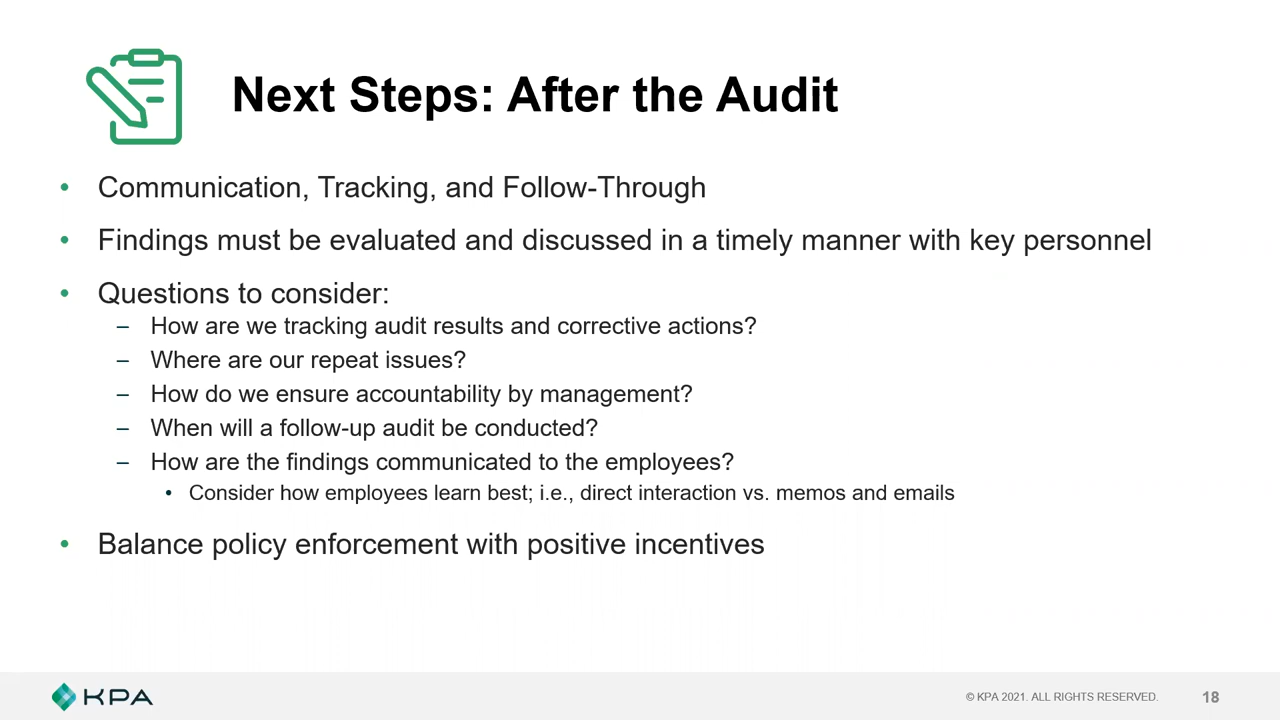 Next Steps: After the Audit
• Communication, Tracking, and Follow-Through
• Findings must be evaluated and discussed in a timely manner with key personnel
• Questions to consider:
– How are we tracking audit results and corrective actions?
– Where are our repeat issues?
– How do we ensure accountability by management?
– When will a follow-up audit be conducted?
– How are the findings communicated to the employees?
• Consider how employees learn best; i.e., direct interaction vs. memos and emails
• Balance policy enforcement with positive incentives
KPA
© KPA 2021. ALL RIGHTS RESERVED.
18